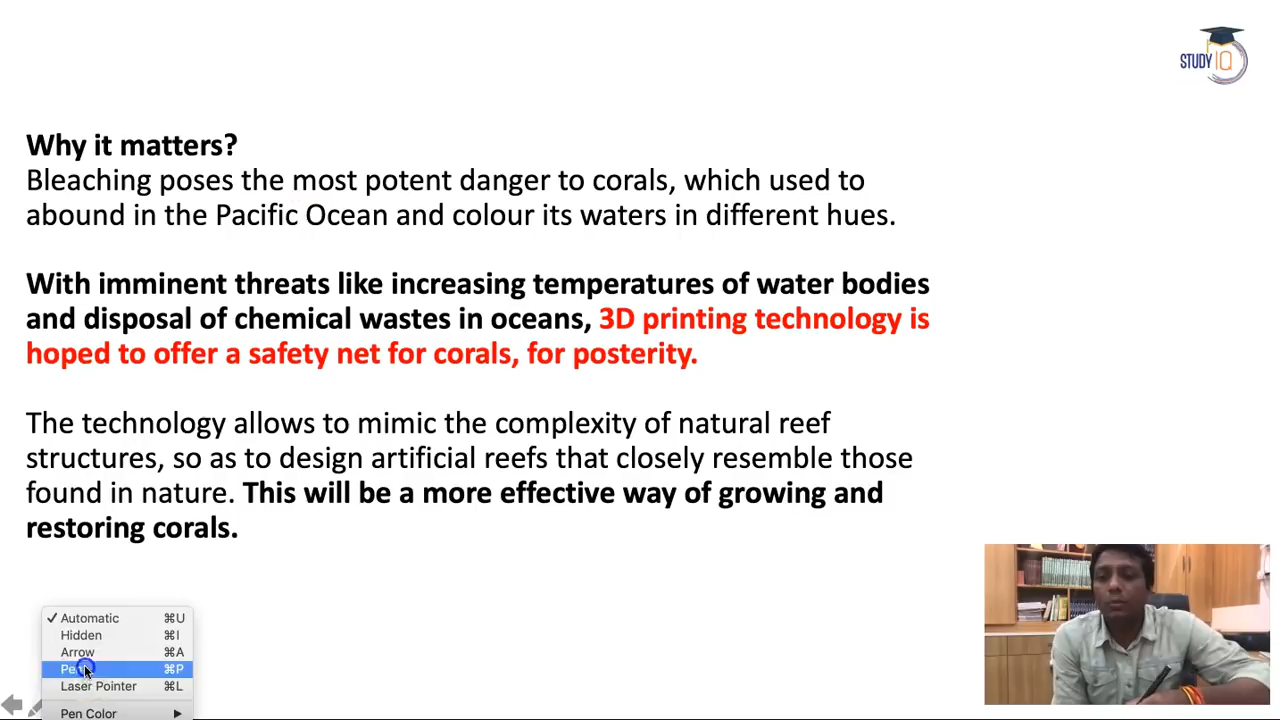 STUDY IQ
Why it matters?
Bleaching poses the most potent danger to corals, which used to
abound in the Pacific Ocean and colour its waters in different hues.
With imminent threats like increasing temperatures of water bodies
and disposal of chemical wastes in oceans, 3D printing technology is
hoped to offer a safety net for corals, for posterity.
The technology allows to mimic the complexity of natural reef
structures, so as to design artificial reefs that closely resemble those
found in nature. This will be a more effective way of growing and
restoring corals.
✓ Automatic ⌘U
Hidden ⌘I
Arrow ⌘A
Pen ⌘P
Laser Pointer ⌘L
Pen Color ▶